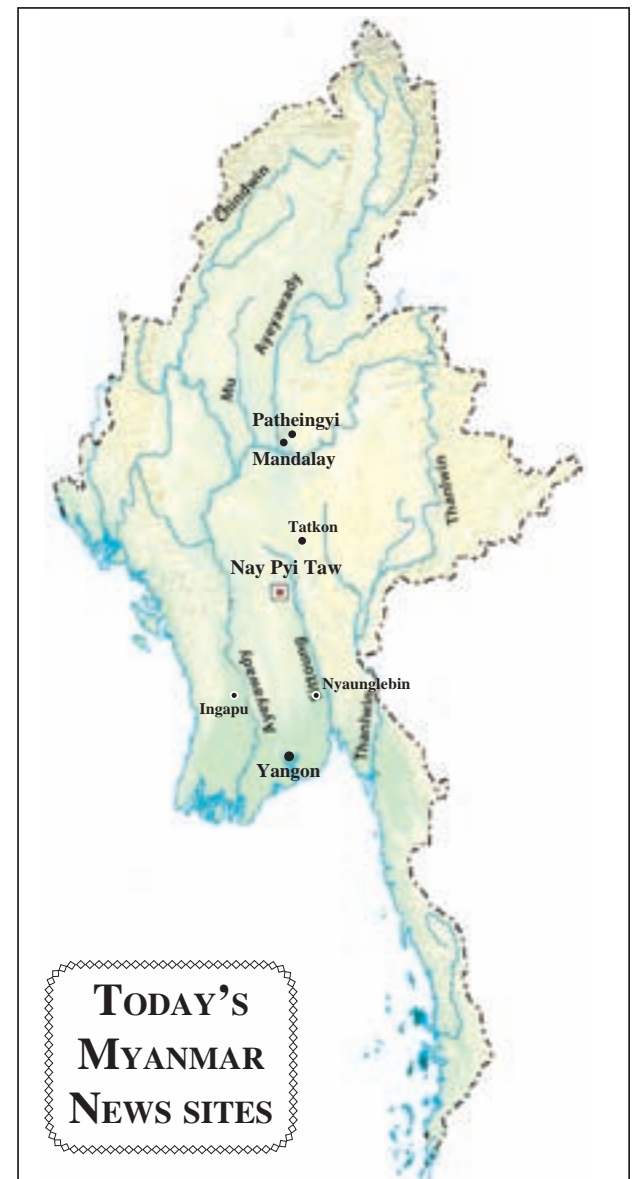 Chindwin
Ayeyawady
Mu
Patheingyi
Mandalay
Thanlwin
Tatkon
Nay Pyi Taw
Nyaunglebin
Ingapu
Ayeyawady
Thanlwin
Yangon
TODAY'S
MYANMAR
NEWS SITES